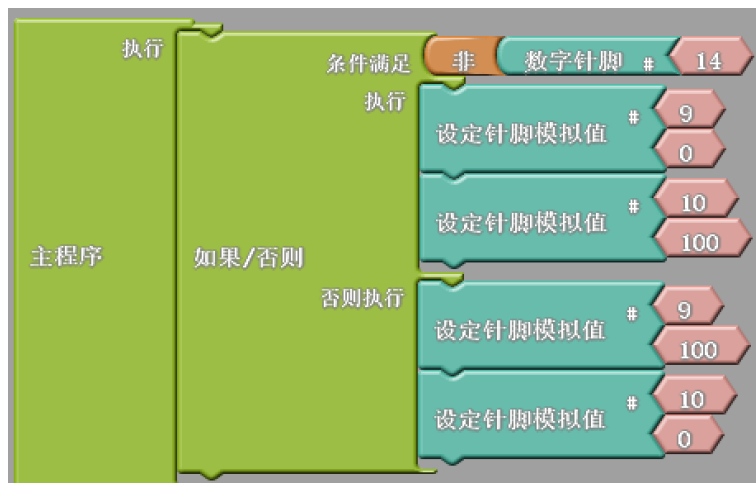 执行
条件满足 非 数字针脚 # 14
执行
设定针脚模拟值 # 9
0
设定针脚模拟值 # 10
100
主程序 如果/否则
否则执行
设定针脚模拟值 # 9
100
设定针脚模拟值 # 10
0